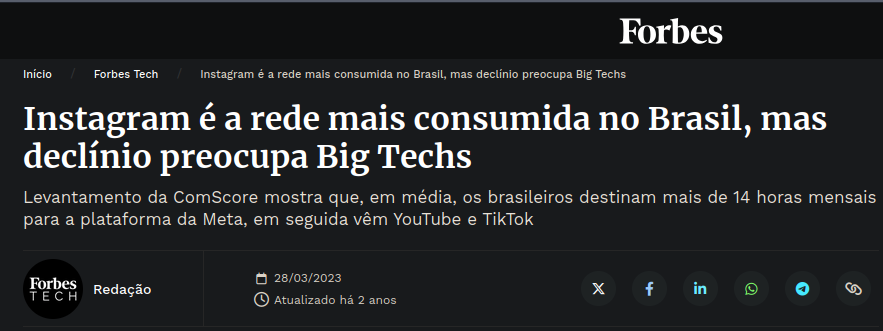 Forbes
Início / Forbes Tech / Instagram é a rede mais consumida no Brasil, mas declínio preocupa Big Techs
Instagram é a rede mais consumida no Brasil, mas
declínio preocupa Big Techs
Levantamento da ComScore mostra que, em média, os brasileiros destinam mais de 14 horas mensais
para a plataforma da Meta, em seguida vêm YouTube e TikTok
Forbes
TECH
Redação
28/03/2023
Atualizado há 2 anos